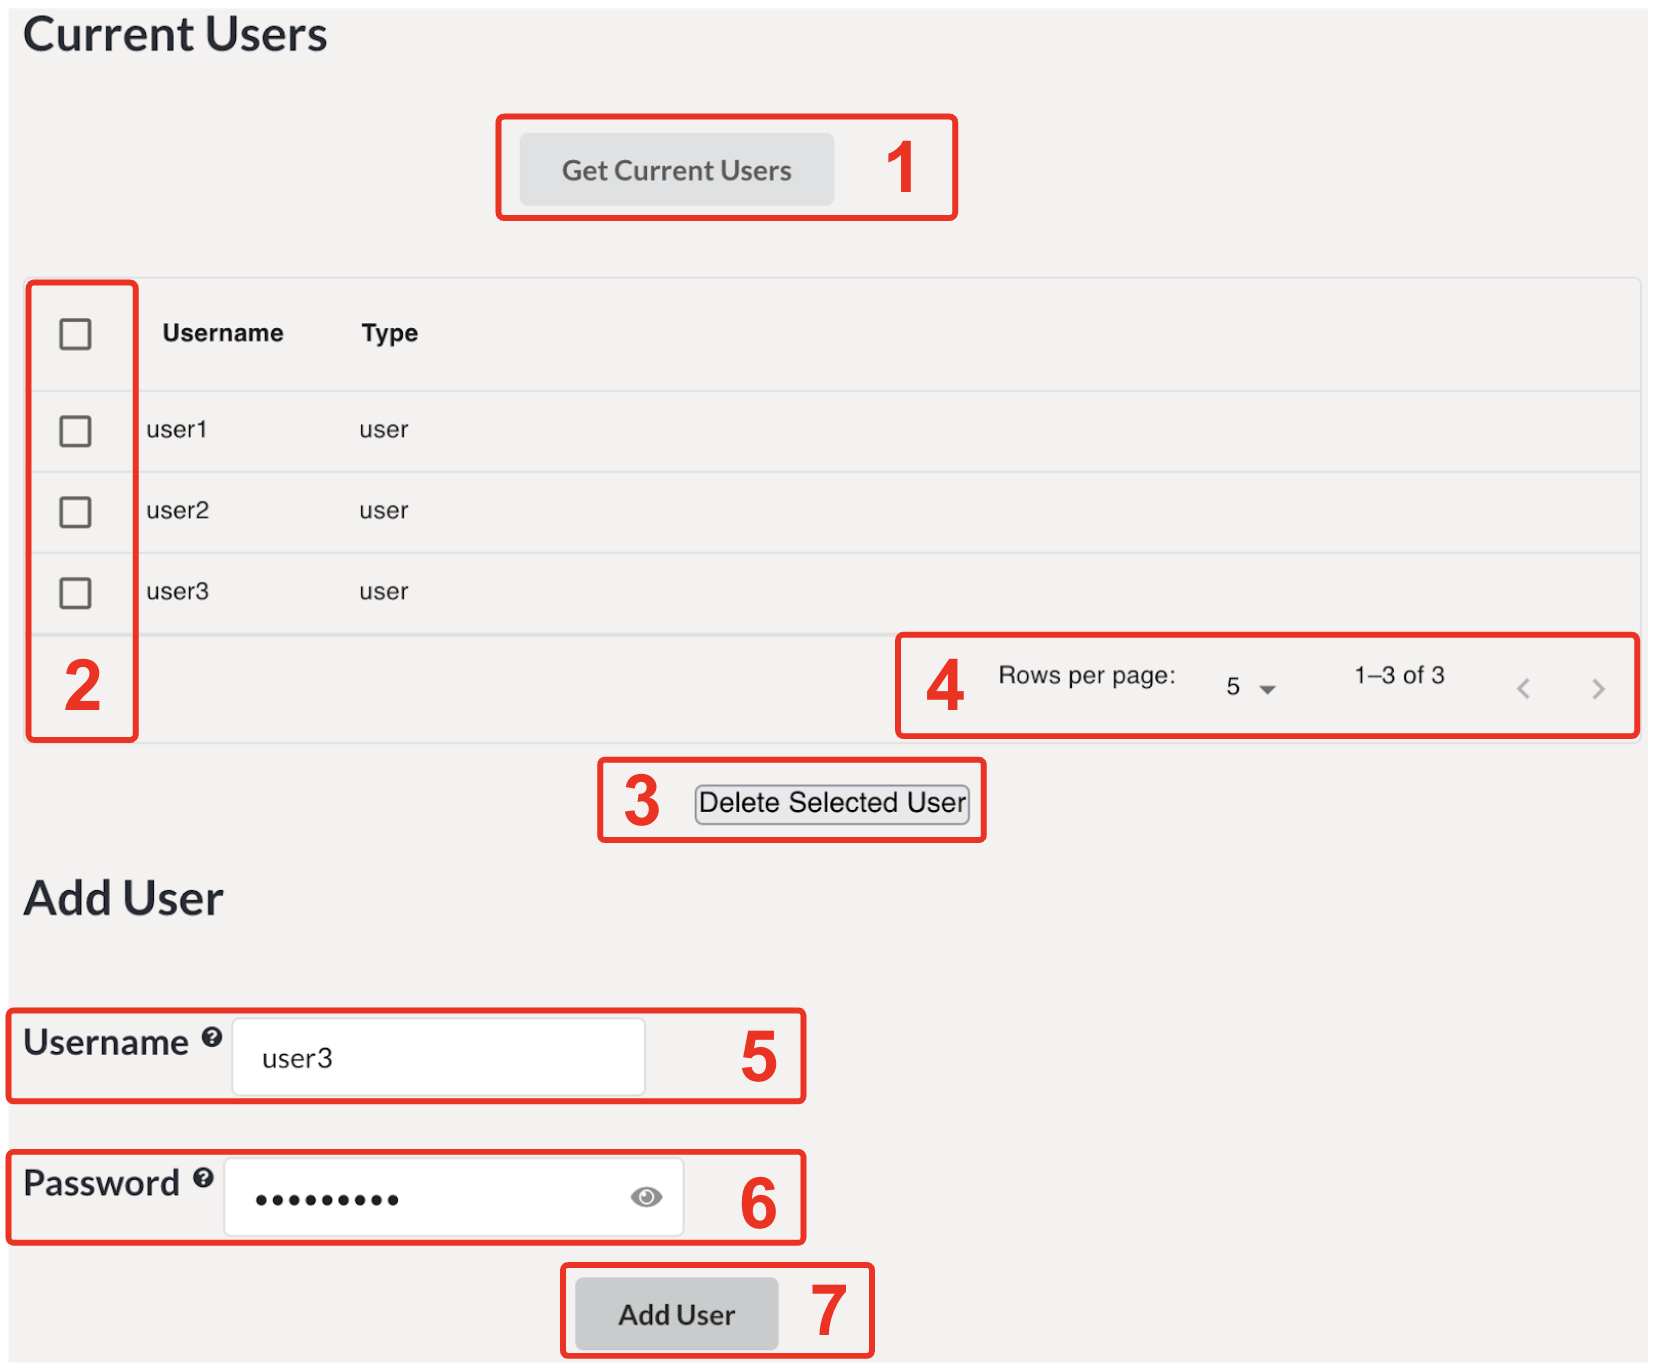 Current Users
Get Current Users 1
Username Type
user1 user
user2 user
user3 user
2
4 Rows per page: 5 1–3 of 3
3 Delete Selected User
Add User
Username ? user3 5
Password ? ••••••••• 6
Add User 7